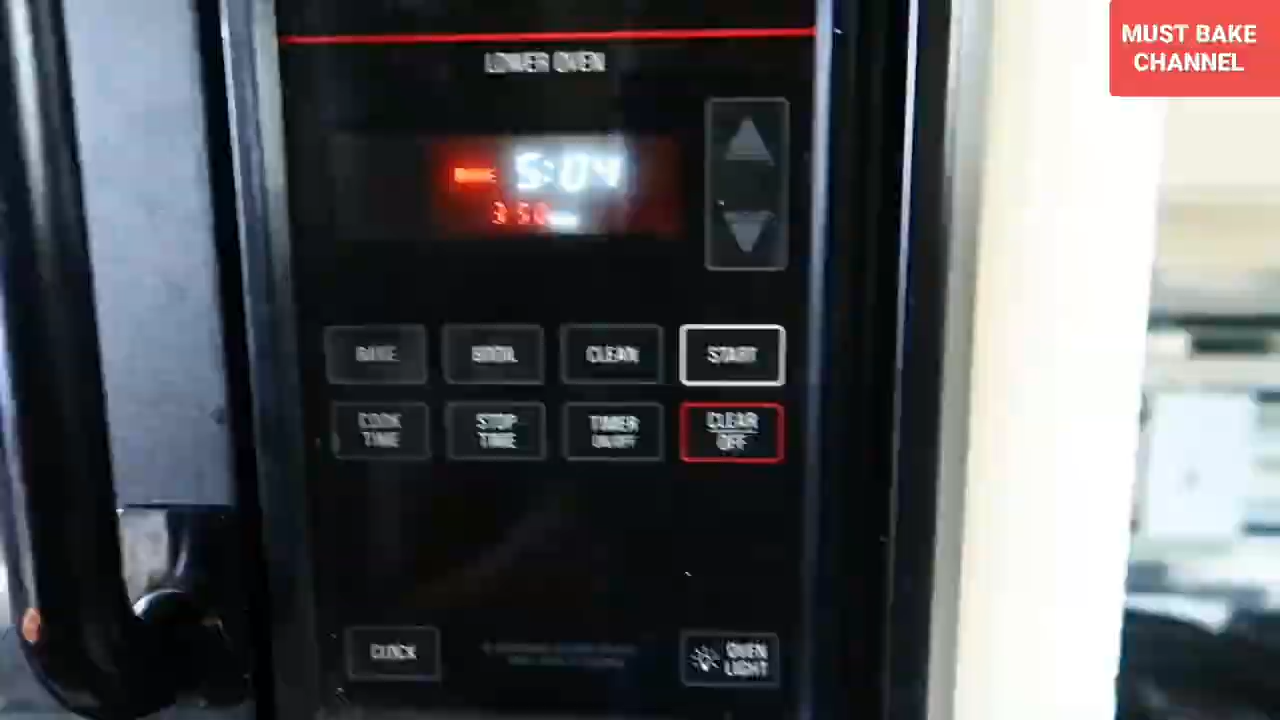 MUST BAKE
CHANNEL
LOWER OVEN
5:04
350
BAKE
BROIL
CLEAN
START
COOK
TIME
STOP
TIME
TIMER
ON/OFF
CLEAR
OFF
CLOCK
OVEN
LIGHT